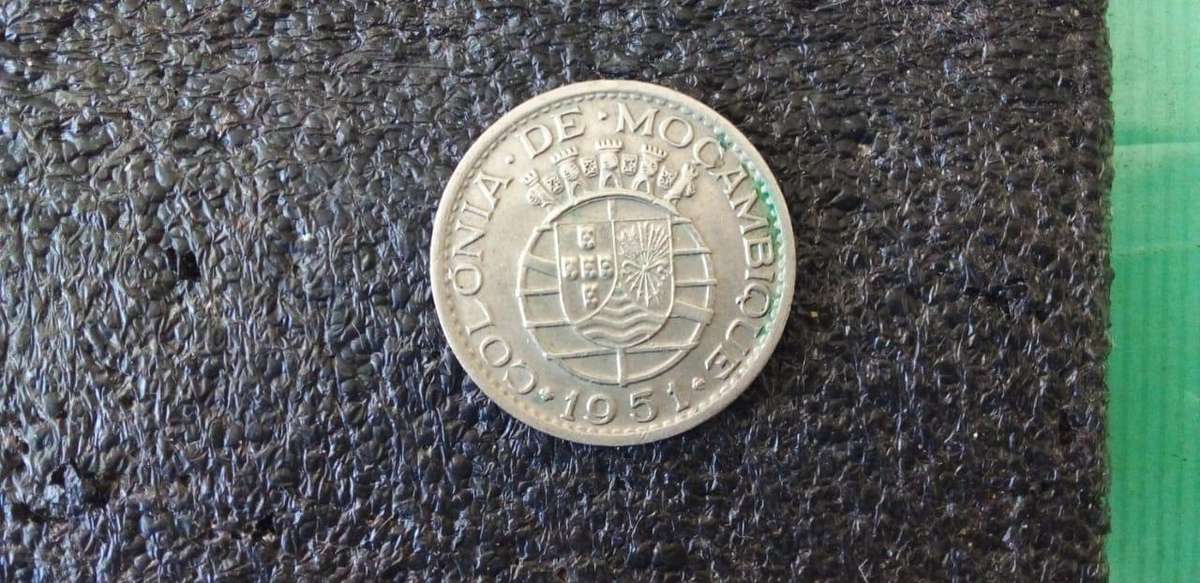 COLÓNIA · DE · MOÇAMBIQUE
· 1951 ·